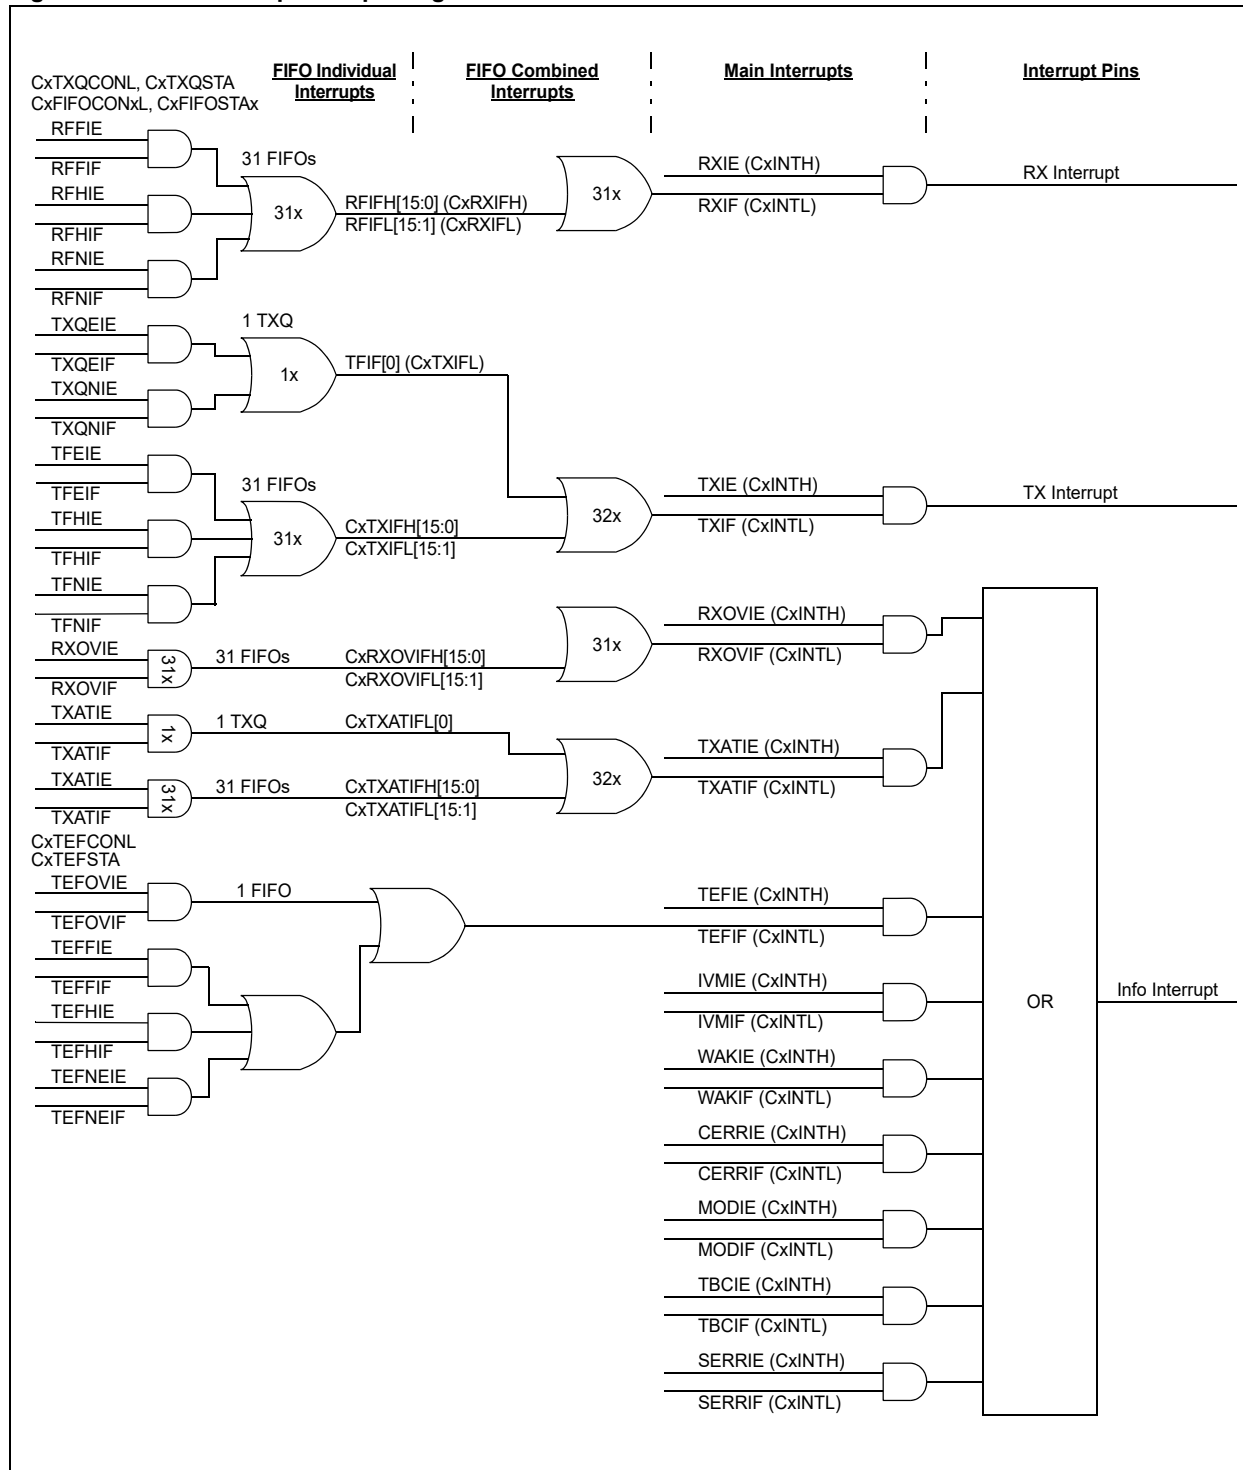 CxTXQCONL, CxTXQSTA
CxFIFOCONxL, CxFIFOSTAx
FIFO Individual
Interrupts
FIFO Combined
Interrupts
Main Interrupts
Interrupt Pins
RFFIE
RFFIF
RFHIE
RFHIF
RFNIE
RFNIF
31 FIFOs
31x
RFIFH[15:0] (CxRXIFH)
RFIFL[15:1] (CxRXIFL)
31x
RXIE (CxINTH)
RXIF (CxINTL)
RX Interrupt
TXQEIE
TXQEIF
TXQNIE
TXQNIF
1 TXQ
1x
TFIF[0] (CxTXIFL)
TFEIE
TFEIF
TFHIE
TFHIF
TFNIE
TFNIF
31 FIFOs
31x
CxTXIFH[15:0]
CxTXIFL[15:1]
32x
TXIE (CxINTH)
TXIF (CxINTL)
TX Interrupt
RXOVIE
RXOVIF
31x
31 FIFOs
CxRXOVIFH[15:0]
CxRXOVIFL[15:1]
31x
RXOVIE (CxINTH)
RXOVIF (CxINTL)
TXATIE
TXATIF
1x
1 TXQ
CxTXATIFL[0]
TXATIE
TXATIF
31x
31 FIFOs
CxTXATIFH[15:0]
CxTXATIFL[15:1]
32x
TXATIE (CxINTH)
TXATIF (CxINTL)
CxTEFCONL
CxTEFSTA
TEFOVIE
TEFOVIF
1 FIFO
TEFFIE
TEFFIF
TEFHIE
TEFHIF
TEFNEIE
TEFNEIF
TEFIE (CxINTH)
TEFIF (CxINTL)
IVMIE (CxINTH)
IVMIF (CxINTL)
WAKIE (CxINTH)
WAKIF (CxINTL)
CERRIE (CxINTH)
CERRIF (CxINTL)
MODIE (CxINTH)
MODIF (CxINTL)
TBCIE (CxINTH)
TBCIF (CxINTL)
SERRIE (CxINTH)
SERRIF (CxINTL)
OR
Info Interrupt